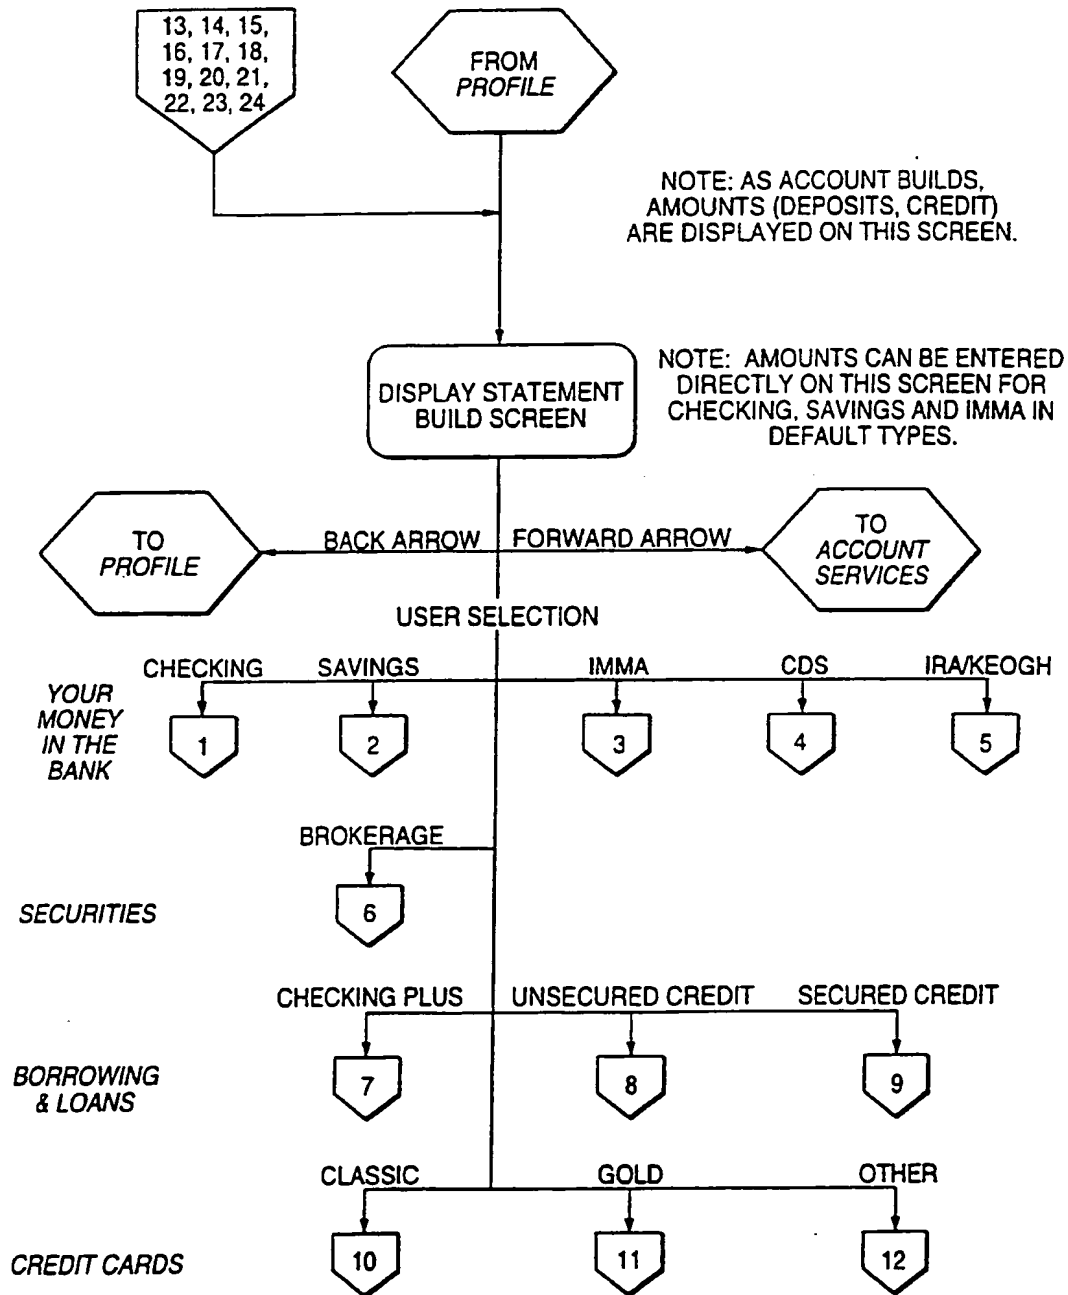 13, 14, 15,
16, 17, 18,
19, 20, 21,
22, 23, 24
FROM
PROFILE
NOTE: AS ACCOUNT BUILDS,
AMOUNTS (DEPOSITS, CREDIT)
ARE DISPLAYED ON THIS SCREEN.
DISPLAY STATEMENT
BUILD SCREEN
NOTE: AMOUNTS CAN BE ENTERED
DIRECTLY ON THIS SCREEN FOR
CHECKING, SAVINGS AND IMMA IN
DEFAULT TYPES.
TO
PROFILE
BACK ARROW
FORWARD ARROW
TO
ACCOUNT
SERVICES
USER SELECTION
YOUR
MONEY
IN THE
BANK
CHECKING
SAVINGS
IMMA
CDS
IRA/KEOGH
1
2
3
4
5
BROKERAGE
SECURITIES
6
CHECKING PLUS
UNSECURED CREDIT
SECURED CREDIT
BORROWING
& LOANS
7
8
9
CLASSIC
GOLD
OTHER
CREDIT CARDS
10
11
12